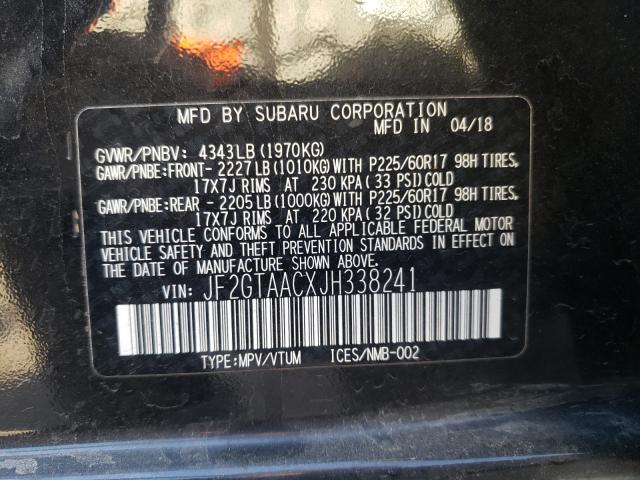 MFD BY SUBARU CORPORATION
MFD IN 04/18
GVWR/PNBV: 4343LB (1970KG)
GAWR/PNBE:FRONT- 2227LB (1010KG) WITH P225/60R17 98H TIRES,
17X7J RIMS AT 230 KPA (33 PSI) COLD
GAWR/PNBE:REAR - 2205LB (1000KG) WITH P225/60R17 98H TIRES,
17X7J RIMS AT 220 KPA (32 PSI) COLD
THIS VEHICLE CONFORMS TO ALL APPLICABLE FEDERAL MOTOR
VEHICLE SAFETY AND THEFT PREVENTION STANDARDS IN EFFECT ON
THE DATE OF MANUFACTURE SHOWN ABOVE.
VIN: JF2GTAACXJH338241
TYPE:MPV/VTUM ICES/NMB-002